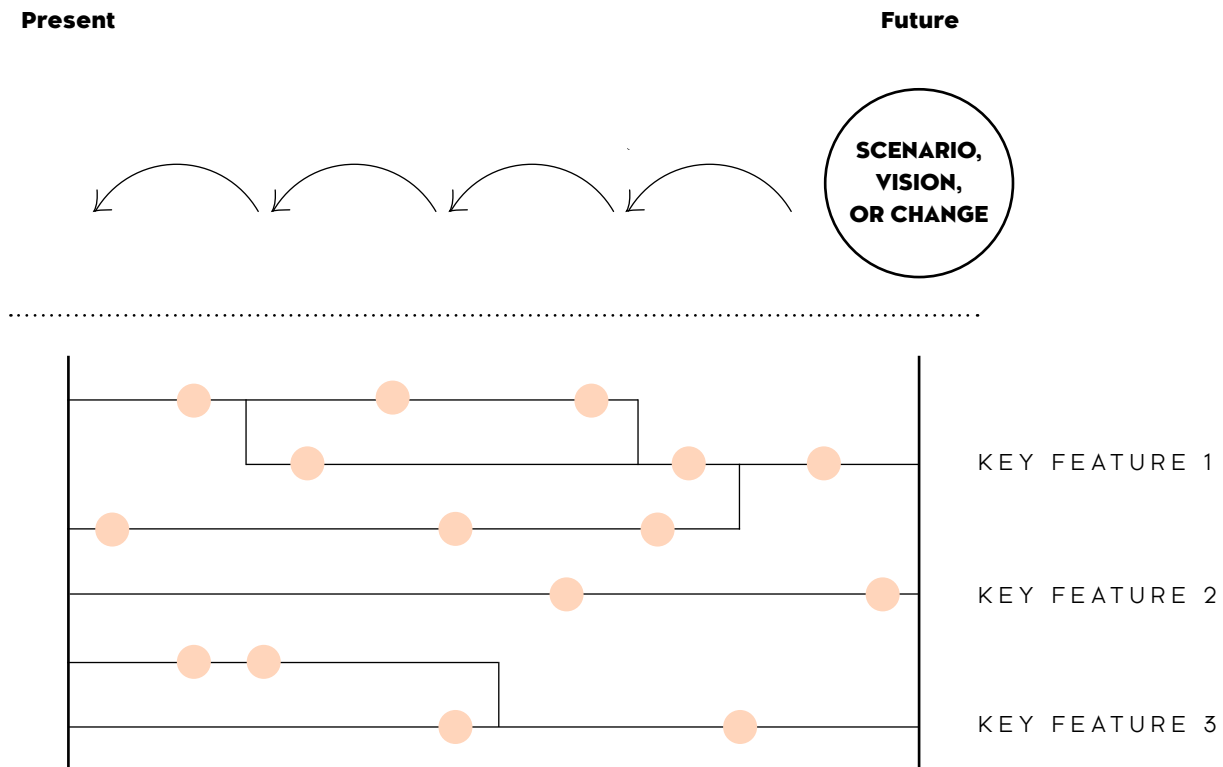 Present
Future
SCENARIO,
VISION,
OR CHANGE
KEY FEATURE 1
KEY FEATURE 2
KEY FEATURE 3